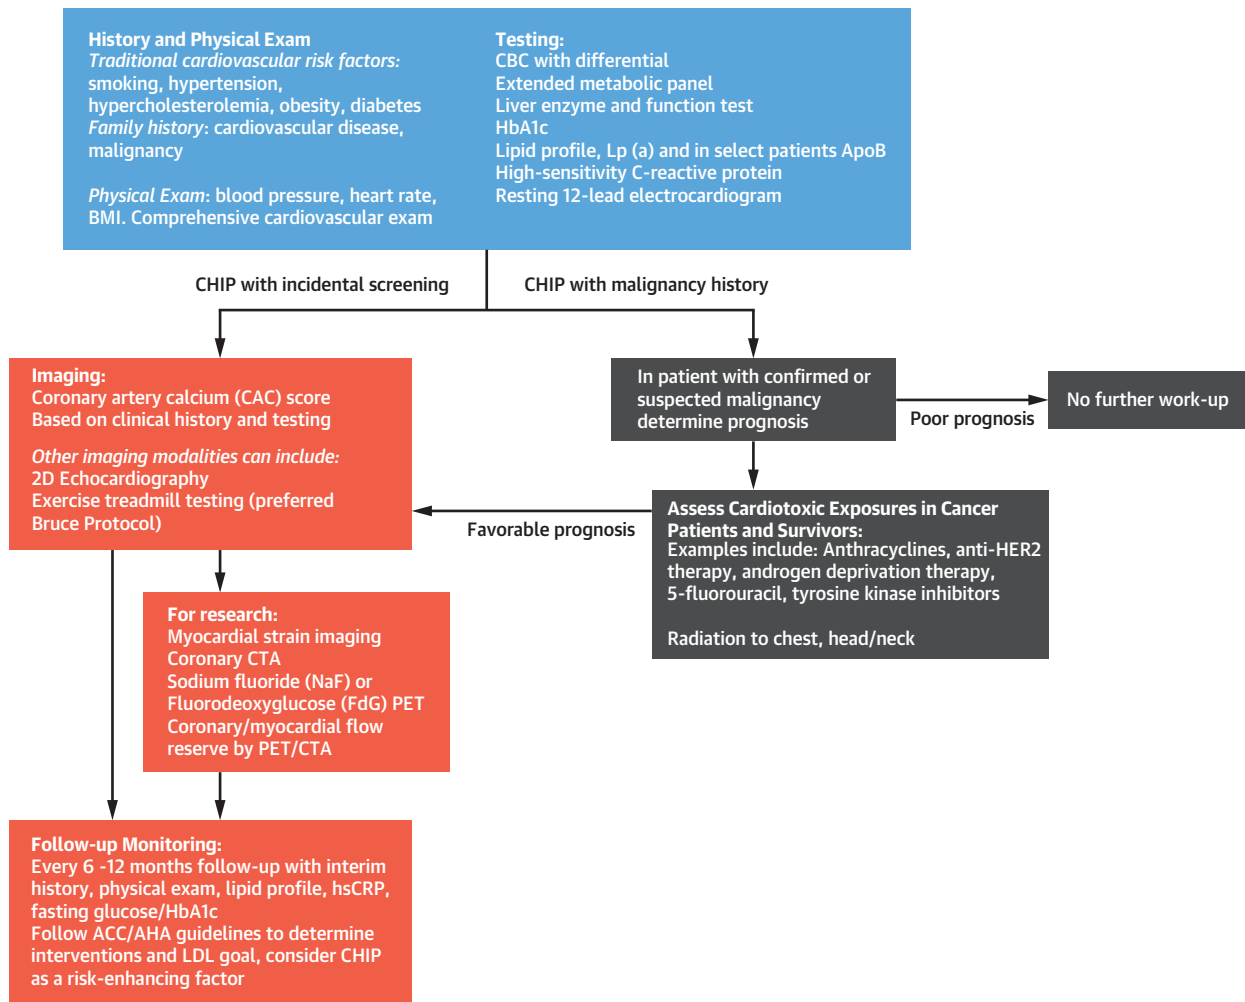 History and Physical Exam
Traditional cardiovascular risk factors:
smoking, hypertension,
hypercholesterolemia, obesity, diabetes
Family history: cardiovascular disease,
malignancy
Physical Exam: blood pressure, heart rate,
BMI. Comprehensive cardiovascular exam
Testing:
CBC with differential
Extended metabolic panel
Liver enzyme and function test
HbA1c
Lipid profile, Lp (a) and in select patients ApoB
High-sensitivity C-reactive protein
Resting 12-lead electrocardiogram
CHIP with incidental screening
CHIP with malignancy history
Imaging:
Coronary artery calcium (CAC) score
Based on clinical history and testing
Other imaging modalities can include:
2D Echocardiography
Exercise treadmill testing (preferred
Bruce Protocol)
In patient with confirmed or
suspected malignancy
determine prognosis
Poor prognosis
No further work-up
Favorable prognosis
Assess Cardiotoxic Exposures in Cancer
Patients and Survivors:
Examples include: Anthracyclines, anti-HER2
therapy, androgen deprivation therapy,
5-fluorouracil, tyrosine kinase inhibitors
Radiation to chest, head/neck
For research:
Myocardial strain imaging
Coronary CTA
Sodium fluoride (NaF) or
Fluorodeoxyglucose (FdG) PET
Coronary/myocardial flow
reserve by PET/CTA
Follow-up Monitoring:
Every 6 -12 months follow-up with interim
history, physical exam, lipid profile, hsCRP,
fasting glucose/HbA1c
Follow ACC/AHA guidelines to determine
interventions and LDL goal, consider CHIP
as a risk-enhancing factor